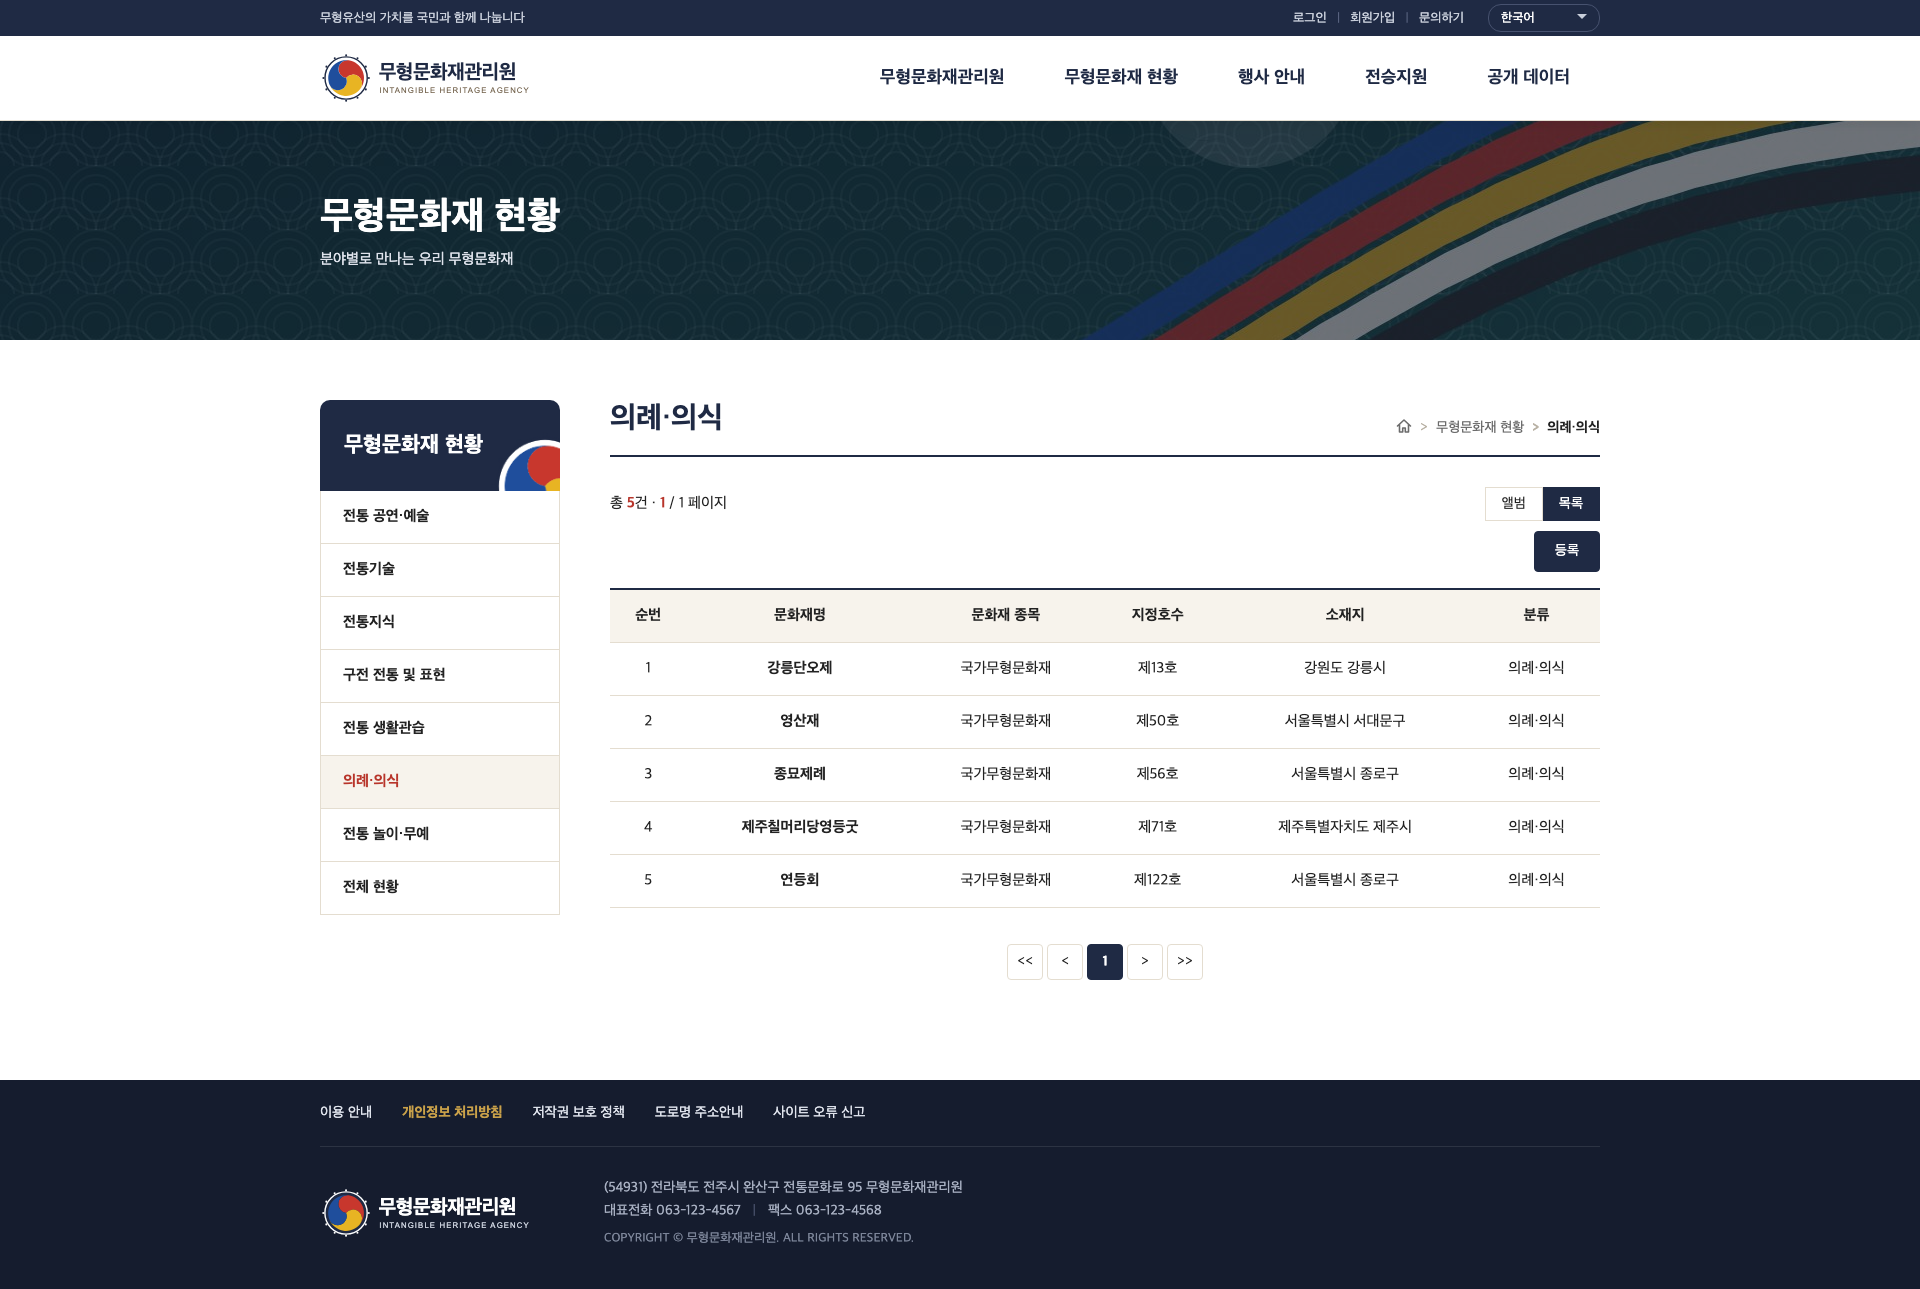 무형유산의 가치를 국민과 함께 나눕니다
로그인 | 회원가입 | 문의하기 한국어
무형문화재관리원
INTANGIBLE HERITAGE AGENCY
무형문화재관리원 무형문화재 현황 행사 안내 전승지원 공개 데이터
무형문화재 현황
분야별로 만나는 우리 무형문화재
무형문화재 현황
전통 공연·예술
전통기술
전통지식
구전 전통 및 표현
전통 생활관습
의례·의식
전통 놀이·무예
전체 현황
의례·의식
> 무형문화재 현황 > 의례·의식
총 5건 · 1 / 1 페이지
앨범 목록
등록
순번 문화재명 문화재 종목 지정호수 소재지 분류
1 강릉단오제 국가무형문화재 제13호 강원도 강릉시 의례·의식
2 영산재 국가무형문화재 제50호 서울특별시 서대문구 의례·의식
3 종묘제례 국가무형문화재 제56호 서울특별시 종로구 의례·의식
4 제주칠머리당영등굿 국가무형문화재 제71호 제주특별자치도 제주시 의례·의식
5 연등회 국가무형문화재 제122호 서울특별시 종로구 의례·의식
<< < 1 > >>
이용 안내 개인정보 처리방침 저작권 보호 정책 도로명 주소안내 사이트 오류 신고
무형문화재관리원
INTANGIBLE HERITAGE AGENCY
(54931) 전라북도 전주시 완산구 전통문화로 95 무형문화재관리원
대표전화 063-123-4567 | 팩스 063-123-4568
COPYRIGHT © 무형문화재관리원. ALL RIGHTS RESERVED.